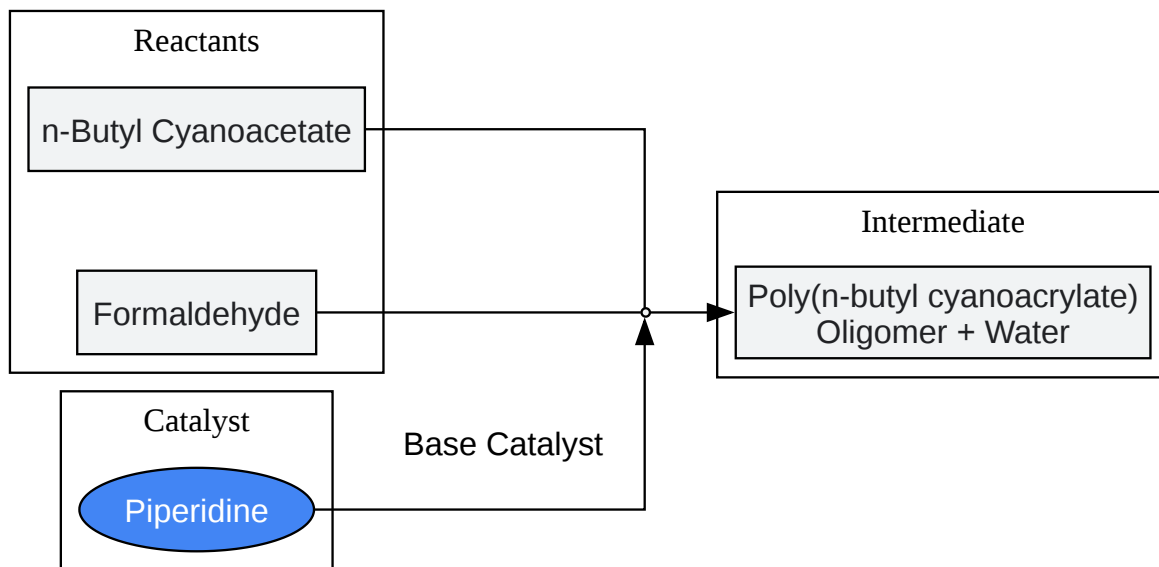 Reactants
n-Butyl Cyanoacetate
Formaldehyde
Intermediate
Poly(n-butyl cyanoacrylate)
Oligomer + Water
Catalyst
Base Catalyst
Piperidine